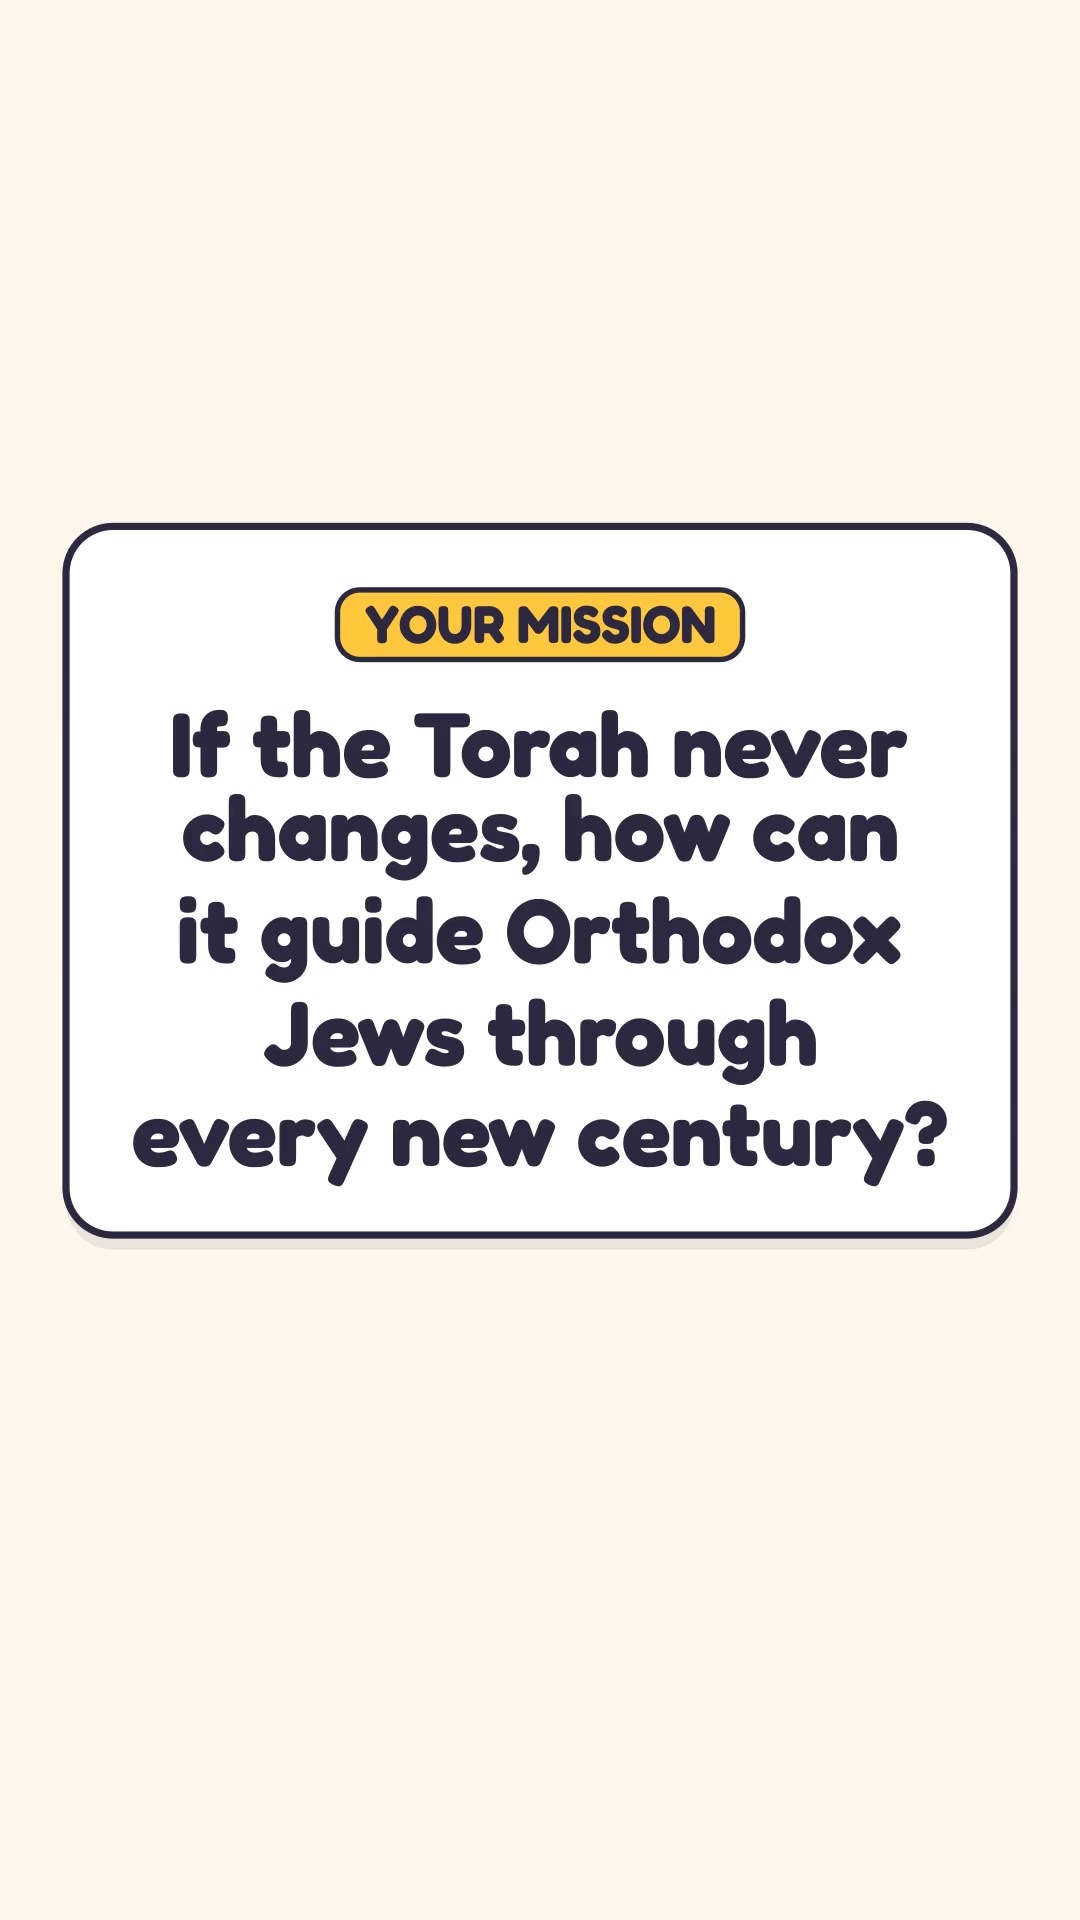 YOUR MISSION
If the Torah never
changes, how can
it guide Orthodox
Jews through
every new century?